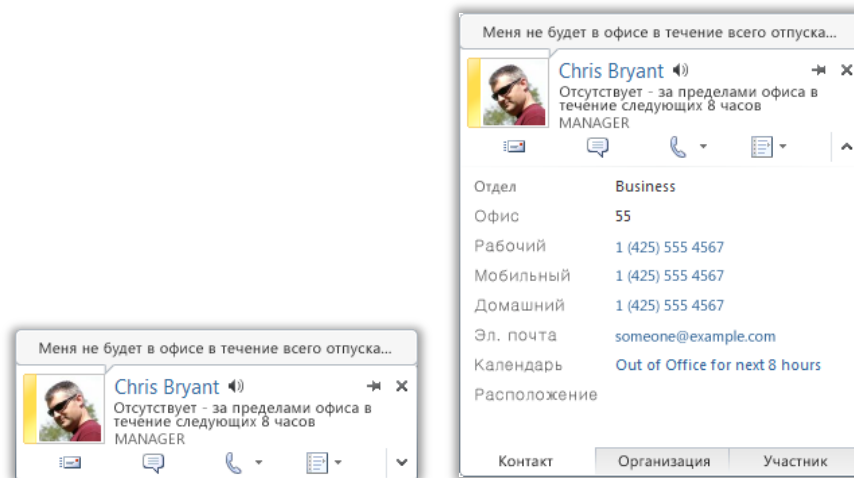 Меня не будет в офисе в течение всего отпуска...
Chris Bryant
Отсутствует - за пределами офиса в
течение следующих 8 часов
MANAGER
Меня не будет в офисе в течение всего отпуска...
Chris Bryant
Отсутствует - за пределами офиса в
течение следующих 8 часов
MANAGER
Отдел Business
Офис 55
Рабочий 1 (425) 555 4567
Мобильный 1 (425) 555 4567
Домашний 1 (425) 555 4567
Эл. почта someone@example.com
Календарь Out of Office for next 8 hours
Расположение
Контакт Организация Участник